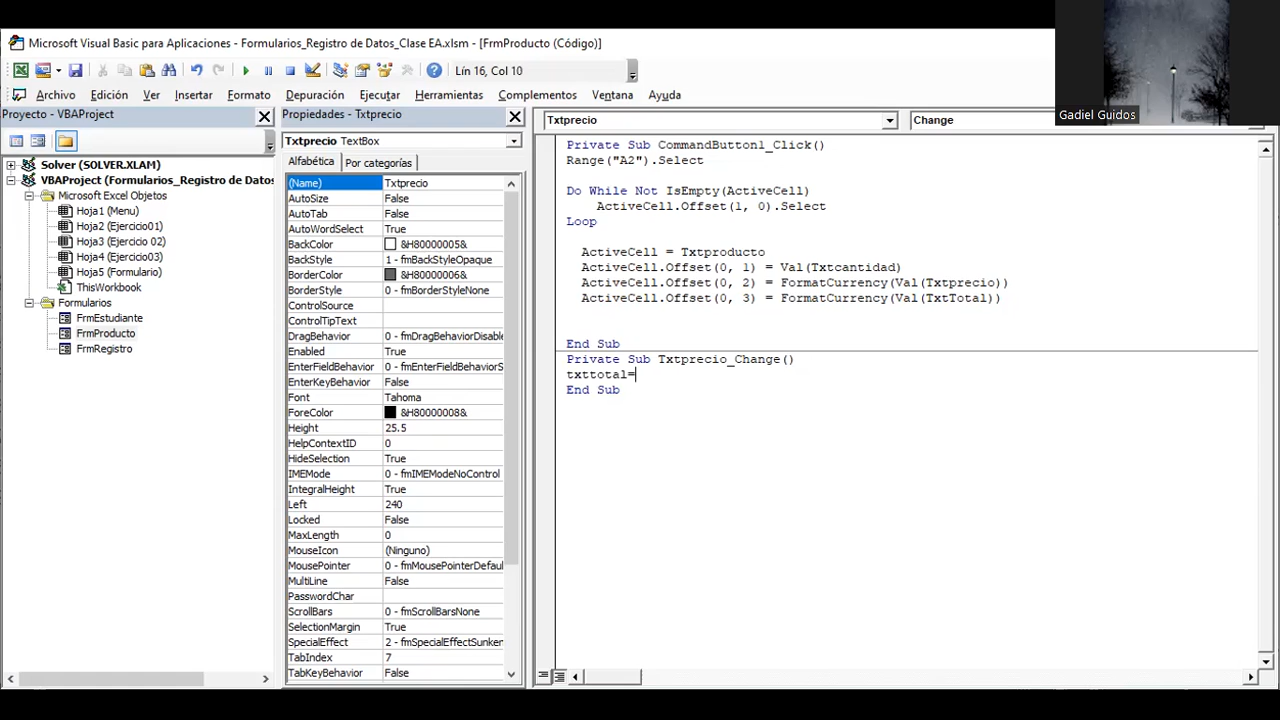 Microsoft Visual Basic para Aplicaciones - Formularios_Registro de Datos_Clase EA.xlsm - [FrmProducto (Código)]
Lín 16, Col 10
Archivo Edición Ver Insertar Formato Depuración Ejecutar Herramientas Complementos Ventana Ayuda
Gadiel Guidos
Proyecto - VBAProject
Solver (SOLVER.XLAM)
VBAProject (Formularios_Registro de Datos
Microsoft Excel Objetos
Hoja1 (Menu)
Hoja2 (Ejercicio01)
Hoja3 (Ejercicio 02)
Hoja4 (Ejercicio03)
Hoja5 (Formulario)
ThisWorkbook
Formularios
FrmEstudiante
FrmProducto
FrmRegistro
Propiedades - Txtprecio
Txtprecio TextBox
Alfabética Por categorías
(Name) Txtprecio
AutoSize False
AutoTab False
AutoWordSelect True
BackColor &H80000005&
BackStyle 1 - fmBackStyleOpaque
BorderColor &H80000006&
BorderStyle 0 - fmBorderStyleNone
ControlSource
ControlTipText
DragBehavior 0 - fmDragBehaviorDisable
Enabled True
EnterFieldBehavior 0 - fmEnterFieldBehaviorS
EnterKeyBehavior False
Font Tahoma
ForeColor &H80000008&
Height 25.5
HelpContextID 0
HideSelection True
IMEMode 0 - fmIMEModeNoControl
IntegralHeight True
Left 240
Locked False
MaxLength 0
MouseIcon (Ninguno)
MousePointer 0 - fmMousePointerDefaul
MultiLine False
PasswordChar
ScrollBars 0 - fmScrollBarsNone
SelectionMargin True
SpecialEffect 2 - fmSpecialEffectSunken
TabIndex 7
TabKeyBehavior False
Txtprecio Change
Private Sub CommandButton1_Click()
Range("A2").Select
Do While Not IsEmpty(ActiveCell)
ActiveCell.Offset(1, 0).Select
Loop
ActiveCell = Txtproducto
ActiveCell.Offset(0, 1) = Val(Txtcantidad)
ActiveCell.Offset(0, 2) = FormatCurrency(Val(Txtprecio))
ActiveCell.Offset(0, 3) = FormatCurrency(Val(TxtTotal))
End Sub
Private Sub Txtprecio_Change()
txttotal=
End Sub